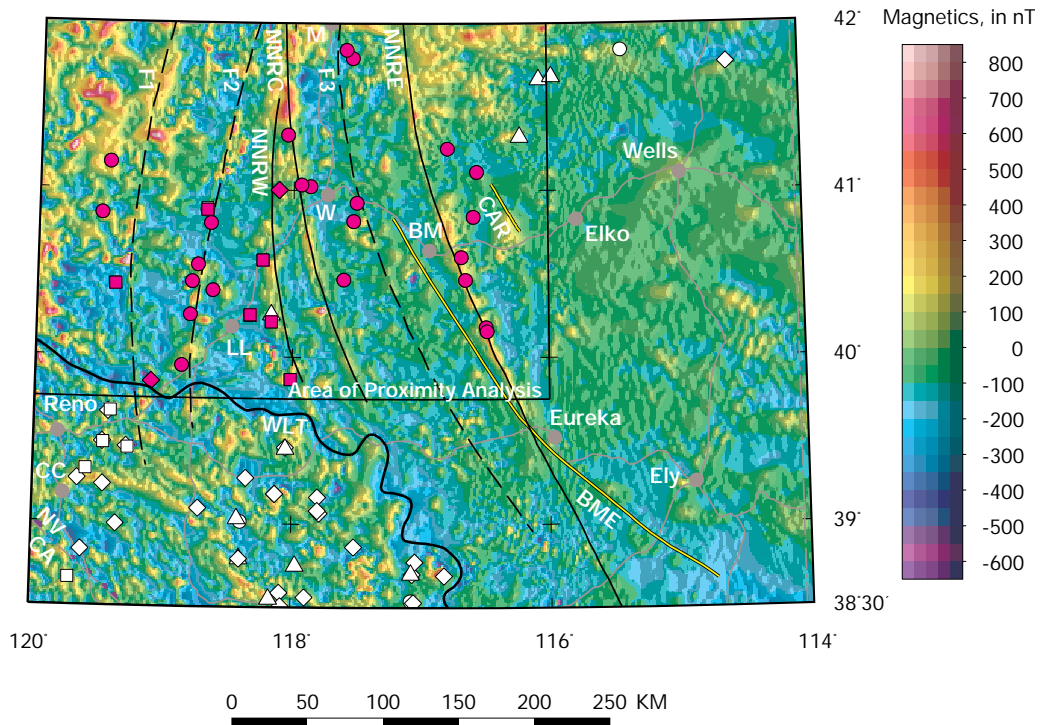 42°
Magnetics, in nT
M
F1
F2
NNRC
F3
NNRE
NNRW
800
700
600
500
400
300
200
100
0
-100
-200
-300
-400
-500
-600
Wells
41°
W
CAR
BM
Elko
LL
40°
Area of Proximity Analysis
Reno
WLT
Eureka
CC
Ely
BME
NV
CA
39°
38°30'
120°
118°
116°
114°
0 50 100 150 200 250 KM